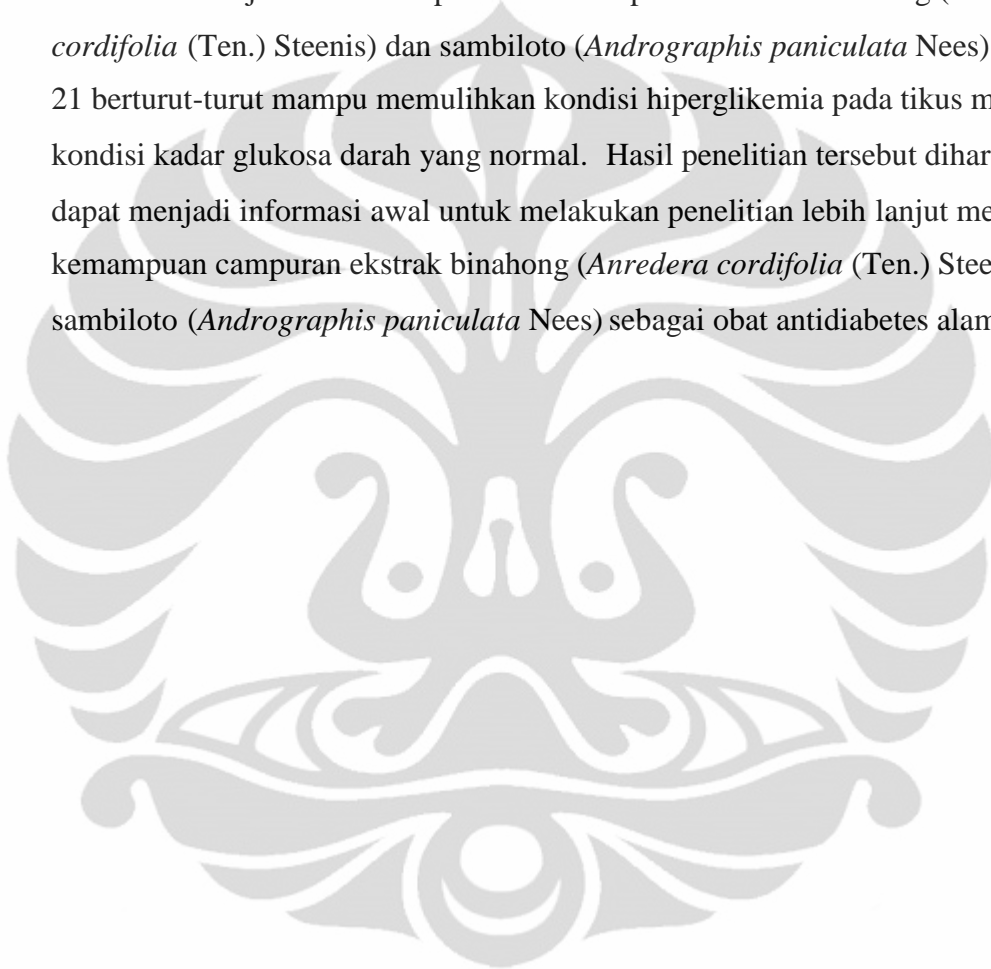 cordifolia (Ten.) Steenis) dan sambiloto (Andrographis paniculata Nees)
21 berturut-turut mampu memulihkan kondisi hiperglikemia pada tikus m
kondisi kadar glukosa darah yang normal. Hasil penelitian tersebut dihar
dapat menjadi informasi awal untuk melakukan penelitian lebih lanjut me
kemampuan campuran ekstrak binahong (Anredera cordifolia (Ten.) Stee
sambiloto (Andrographis paniculata Nees) sebagai obat antidiabetes alam